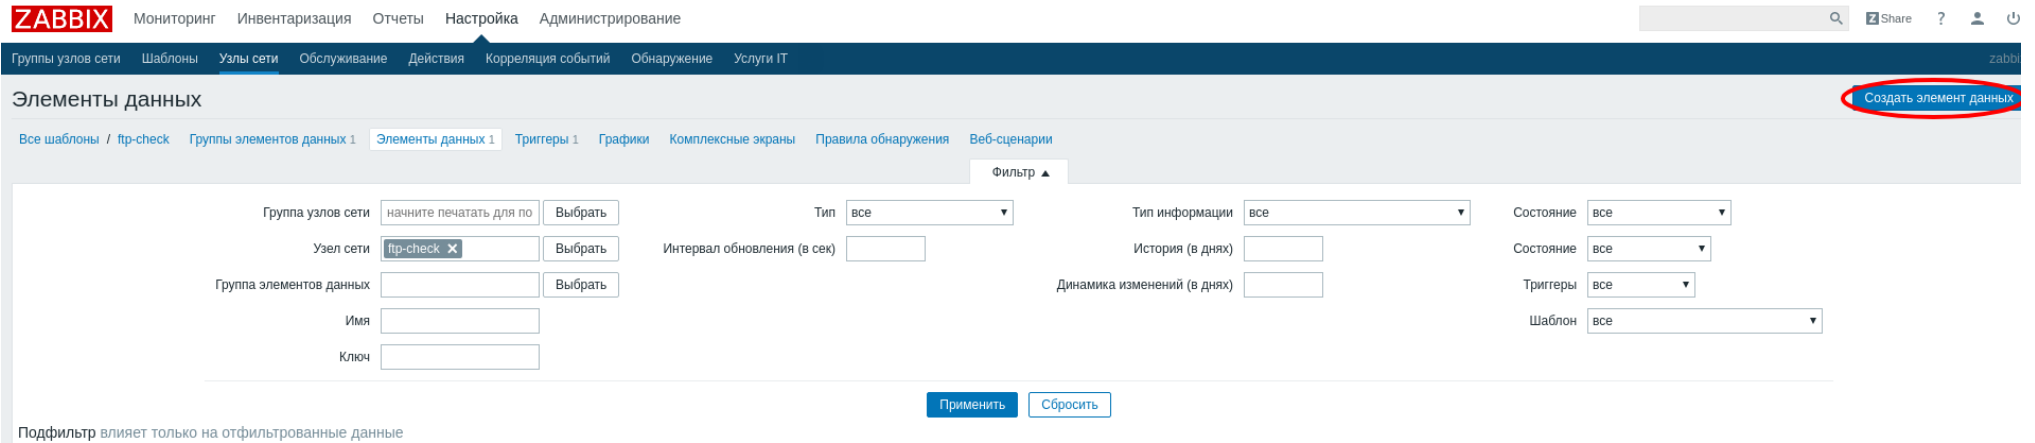 ZABBIX Мониторинг Инвентаризация Отчеты Настройка Администрирование Z Share ?
Группы узлов сети Шаблоны Узлы сети Обслуживание Действия Корреляция событий Обнаружение Услуги IT zabbi
Элементы данных Создать элемент данных
Все шаблоны / ftp-check Группы элементов данных 1 Элементы данных 1 Триггеры 1 Графики Комплексные экраны Правила обнаружения Веб-сценарии
Фильтр ▲
Группа узлов сети начните печатать для по Выбрать Тип все Тип информации все Состояние все
Узел сети ftp-check Выбрать Интервал обновления (в сек) История (в днях) Состояние все
Группа элементов данных Выбрать Динамика изменений (в днях) Триггеры все
Имя Шаблон все
Ключ
Применить Сбросить
Подфильтр влияет только на отфильтрованные данные